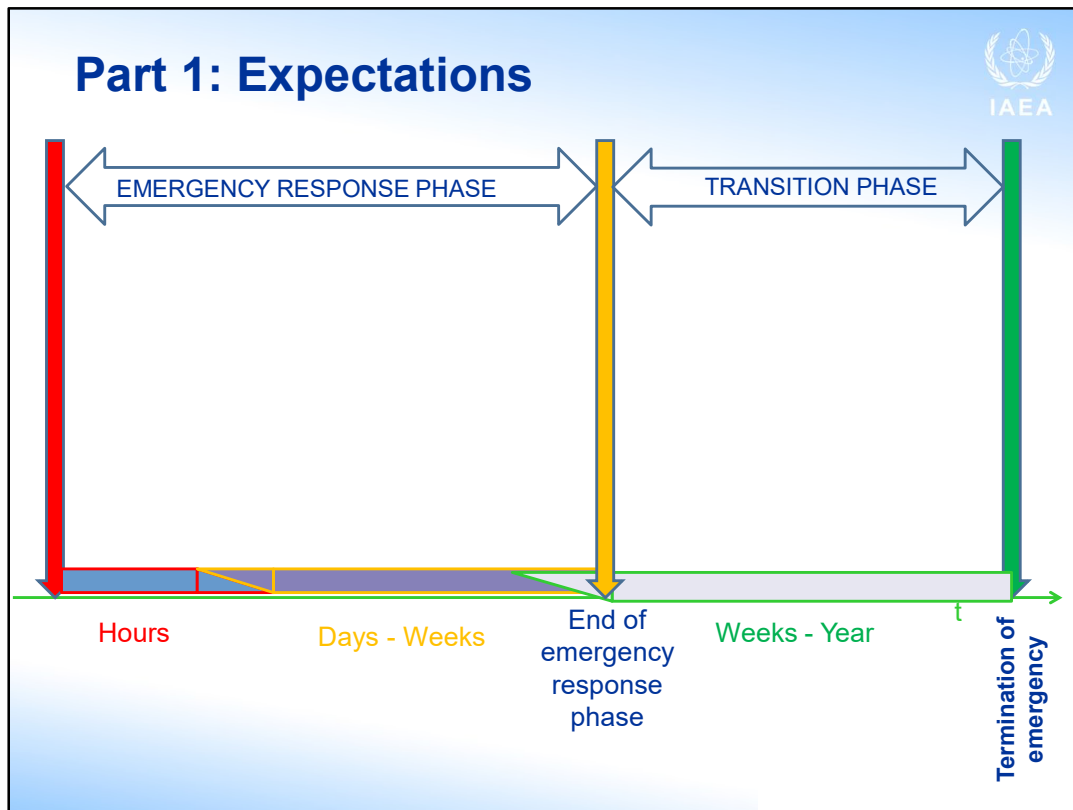 Part 1: Expectations
IAEA
EMERGENCY RESPONSE PHASE
TRANSITION PHASE
t
Hours
Days - Weeks
End of
emergency
response
phase
Weeks - Year
Termination of
emergency